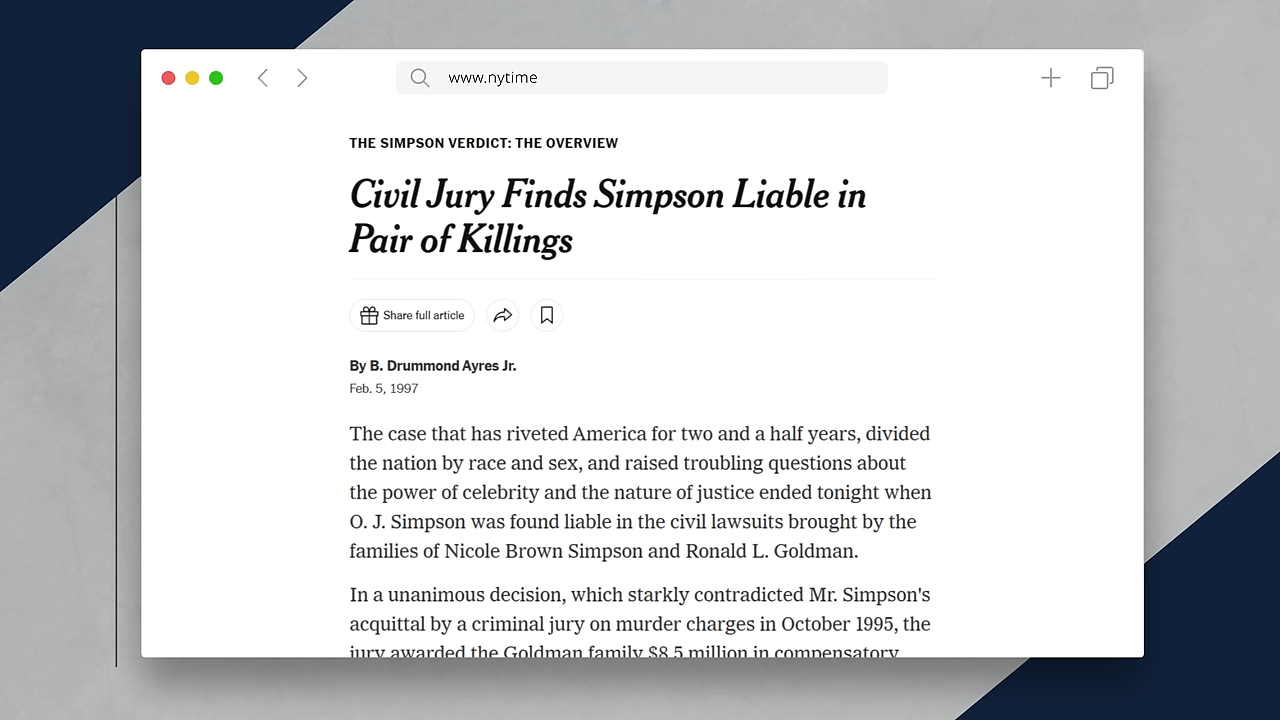 www.nytime
THE SIMPSON VERDICT: THE OVERVIEW
Civil Jury Finds Simpson Liable in
Pair of Killings
Share full article
By B. Drummond Ayres Jr.
Feb. 5, 1997
The case that has riveted America for two and a half years, divided
the nation by race and sex, and raised troubling questions about
the power of celebrity and the nature of justice ended tonight when
O. J. Simpson was found liable in the civil lawsuits brought by the
families of Nicole Brown Simpson and Ronald L. Goldman.
In a unanimous decision, which starkly contradicted Mr. Simpson's
acquittal by a criminal jury on murder charges in October 1995, the
jury awarded the Goldman family $8.5 million in compensatory